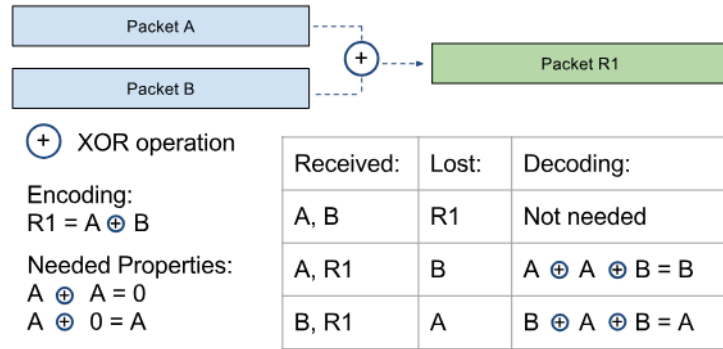 Packet A
Packet B
Packet R1
+ XOR operation
Encoding:
R1 = A ⊕ B
Needed Properties:
A ⊕ A = 0
A ⊕ 0 = A
Received: Lost: Decoding:
A, B R1 Not needed
A, R1 B A ⊕ A ⊕ B = B
B, R1 A B ⊕ A ⊕ B = A